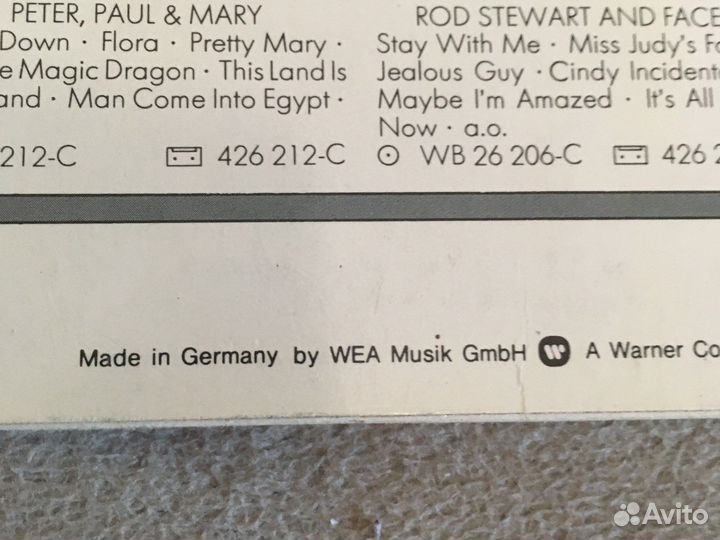 PETER, PAUL & MARY
Down · Flora · Pretty Mary ·
e Magic Dragon · This Land Is
and · Man Come Into Egypt ·
212-C 426 212-C
ROD STEWART AND FACE
Stay With Me · Miss Judy's Fa
Jealous Guy · Cindy Incident
Maybe I'm Amazed · It's All
Now · a.o.
WB 26 206-C 426 2
Made in Germany by WEA Musik GmbH W A Warner Co
Avito